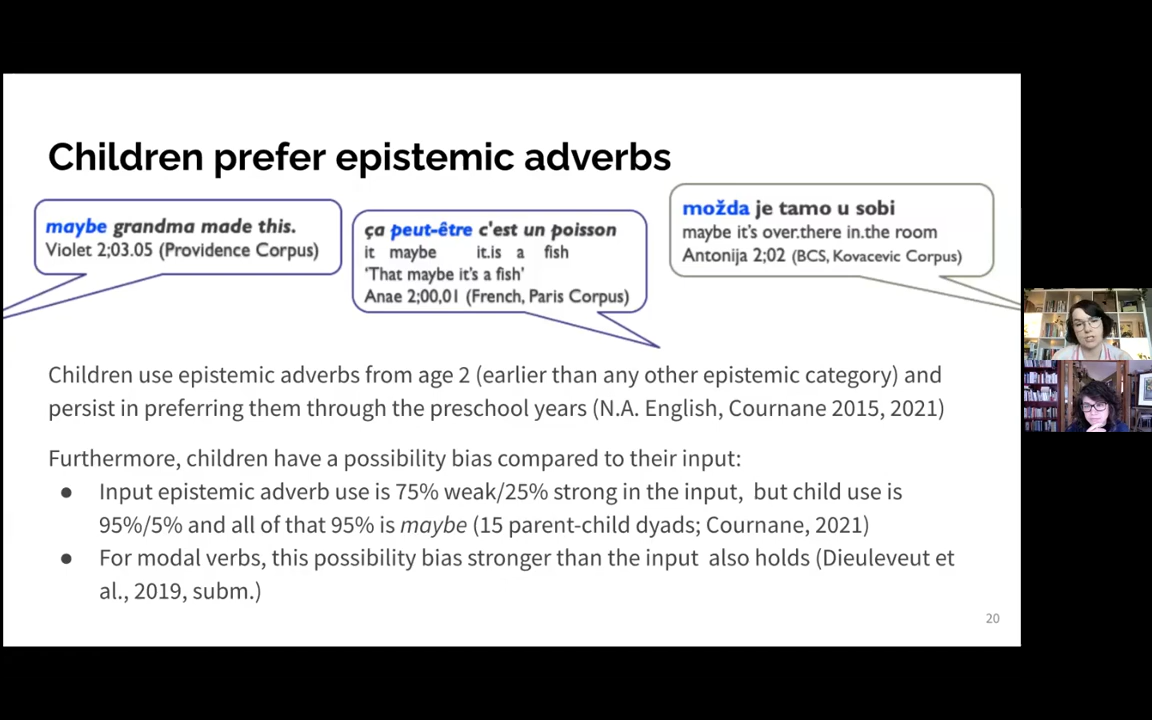 Children prefer epistemic adverbs
maybe grandma made this.
Violet 2;03.05 (Providence Corpus)
ça peut-être c'est un poisson
it maybe it.is a fish
'That maybe it's a fish'
Anae 2;00,01 (French, Paris Corpus)
možda je tamo u sobi
maybe it's over.there in.the room
Antonija 2;02 (BCS, Kovacevic Corpus)
Children use epistemic adverbs from age 2 (earlier than any other epistemic category) and
persist in preferring them through the preschool years (N.A. English, Cournane 2015, 2021)
Furthermore, children have a possibility bias compared to their input:
● Input epistemic adverb use is 75% weak/25% strong in the input, but child use is
95%/5% and all of that 95% is maybe (15 parent-child dyads; Cournane, 2021)
● For modal verbs, this possibility bias stronger than the input also holds (Dieuleveut et
al., 2019, subm.)
20